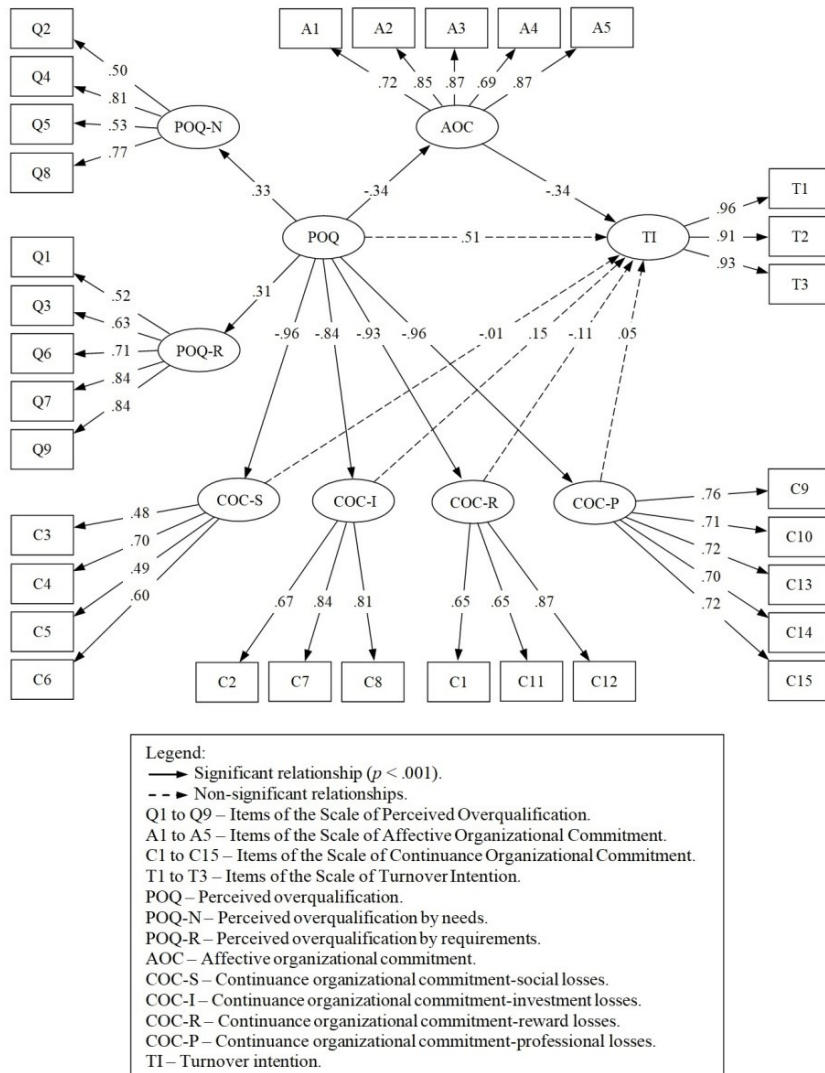 Q2
Q4
Q5
Q8
.50
.81
.53
.77
POQ-N
A1
A2
A3
A4
A5
.72
.85
.87
.69
.87
AOC
.33
-.34
-.34
POQ
.51
TI
.96
.91
.93
T1
T2
T3
Q1
Q3
Q6
Q7
Q9
.52
.63
.71
.84
.84
POQ-R
.31
-.96
-.84
-.93
-.96
-.01
.15
-.11
.05
COC-S
COC-I
COC-R
COC-P
C3
C4
C5
C6
.48
.70
.49
.60
.67
.84
.81
C2
C7
C8
.65
.65
.87
C1
C11
C12
.76
.71
.72
.70
.72
C9
C10
C13
C14
C15
Legend:
Significant relationship (p < .001).
Non-significant relationships.
Q1 to Q9 – Items of the Scale of Perceived Overqualification.
A1 to A5 – Items of the Scale of Affective Organizational Commitment.
C1 to C15 – Items of the Scale of Continuance Organizational Commitment.
T1 to T3 – Items of the Scale of Turnover Intention.
POQ – Perceived overqualification.
POQ-N – Perceived overqualification by needs.
POQ-R – Perceived overqualification by requirements.
AOC – Affective organizational commitment.
COC-S – Continuance organizational commitment-social losses.
COC-I – Continuance organizational commitment-investment losses.
COC-R – Continuance organizational commitment-reward losses.
COC-P – Continuance organizational commitment-professional losses.
TI – Turnover intention.